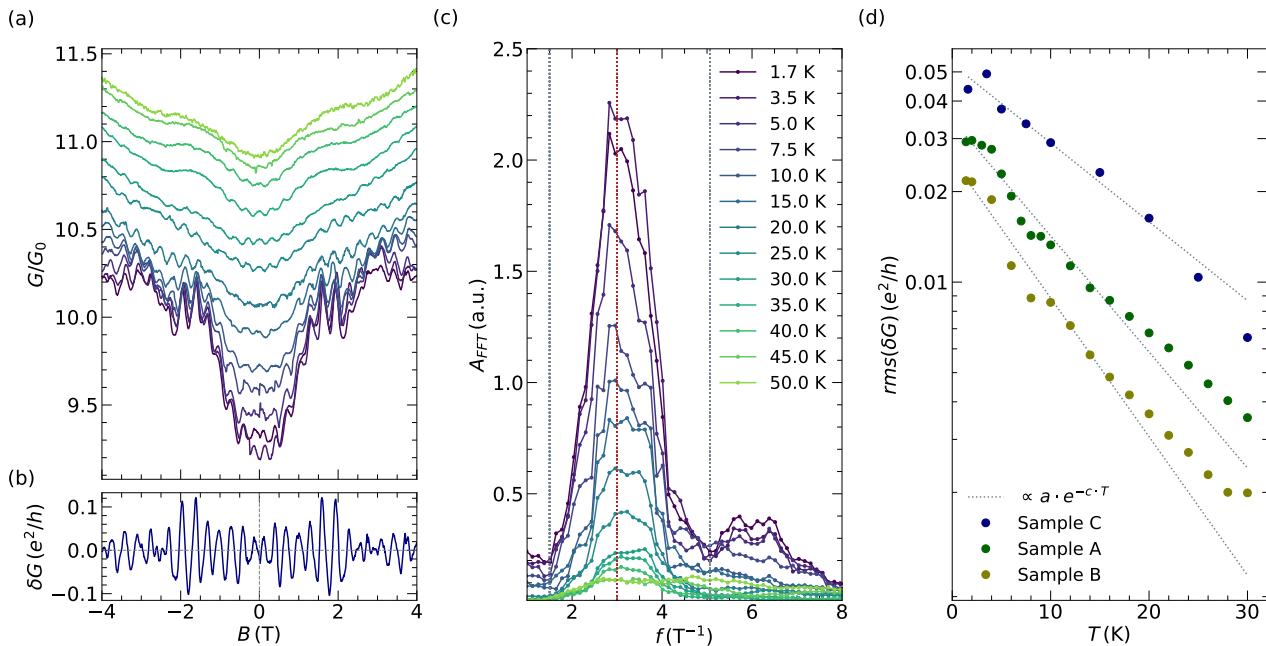 (a)
11.5
11.0
10.5
10.0
9.5
G/G₀
(b)
0.1
0.0
−0.1
δG (e²/h)
−4
−2
0
2
4
B (T)
(c)
2.5
2.0
1.5
1.0
0.5
A_FFT (a.u.)
2
4
6
8
f (T⁻¹)
1.7 K
3.5 K
5.0 K
7.5 K
10.0 K
15.0 K
20.0 K
25.0 K
30.0 K
35.0 K
40.0 K
45.0 K
50.0 K
(d)
0.05
0.04
0.03
0.02
0.01
rms(δG) (e²/h)
∝ a · e^{−c·T}
Sample C
Sample A
Sample B
0
10
20
30
T (K)